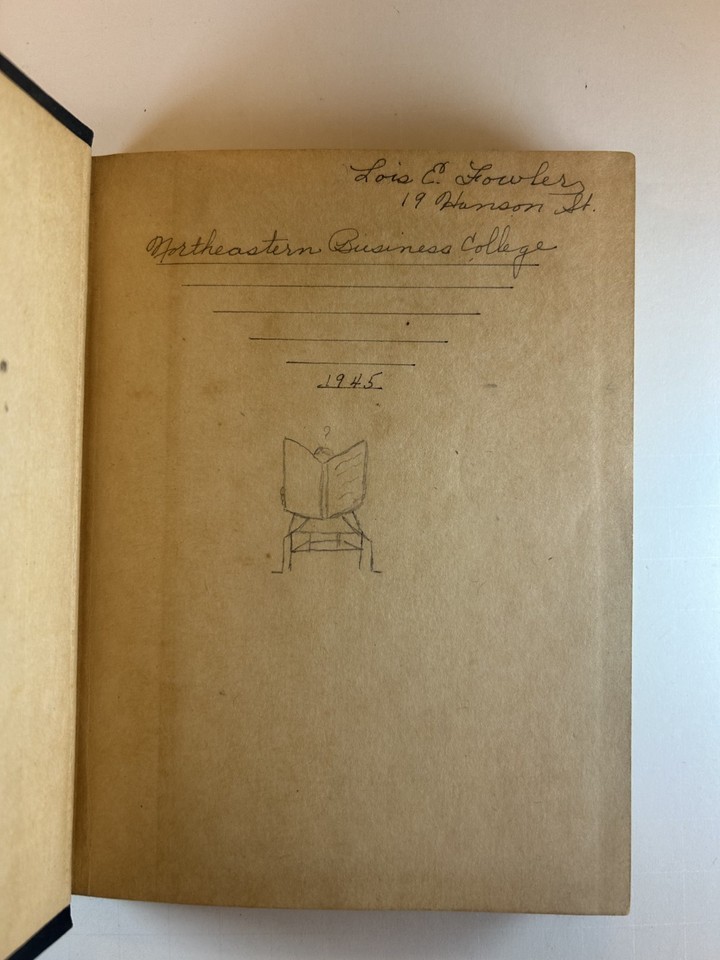 Lois E. Fowler
19 Hanson St.
Northeastern Business College
1945
?